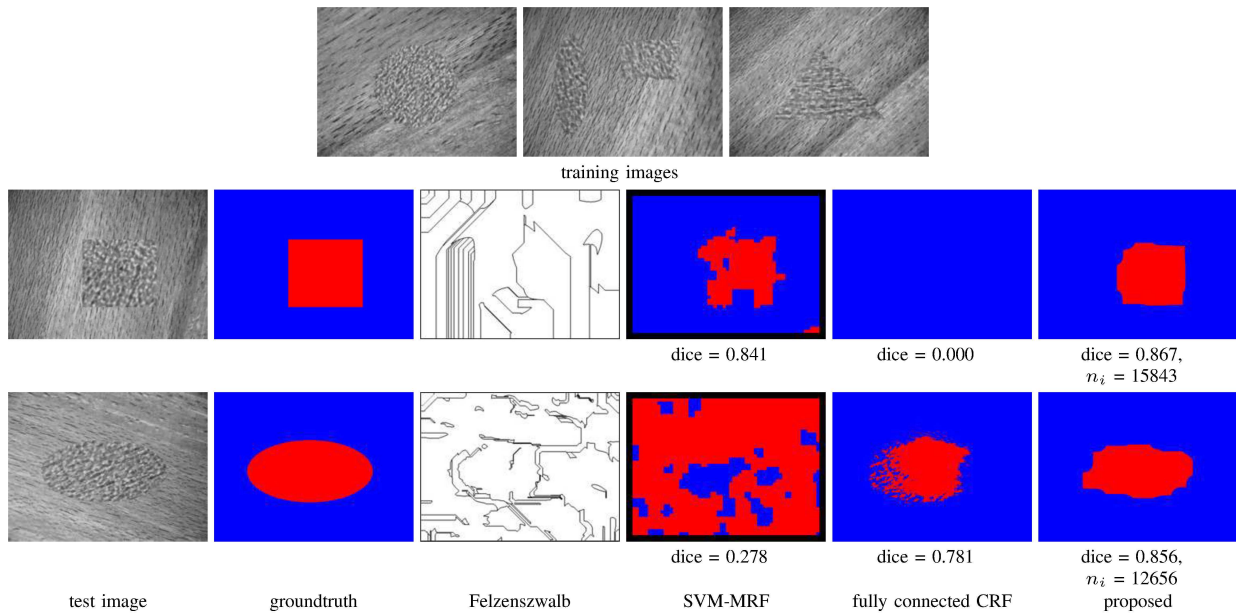 training images
dice = 0.841
dice = 0.000
dice = 0.867,
n_i = 15843
dice = 0.278
dice = 0.781
dice = 0.856,
n_i = 12656
test image
groundtruth
Felzenszwalb
SVM-MRF
fully connected CRF
proposed